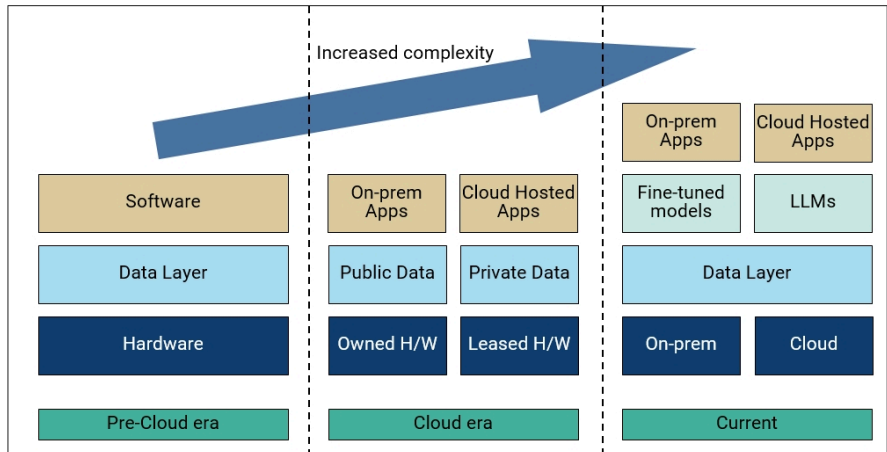 Increased complexity
On-prem
Apps
Cloud Hosted
Apps
Software
On-prem
Apps
Cloud Hosted
Apps
Fine-tuned
models
LLMs
Data Layer
Public Data
Private Data
Data Layer
Hardware
Owned H/W
Leased H/W
On-prem
Cloud
Pre-Cloud era
Cloud era
Current